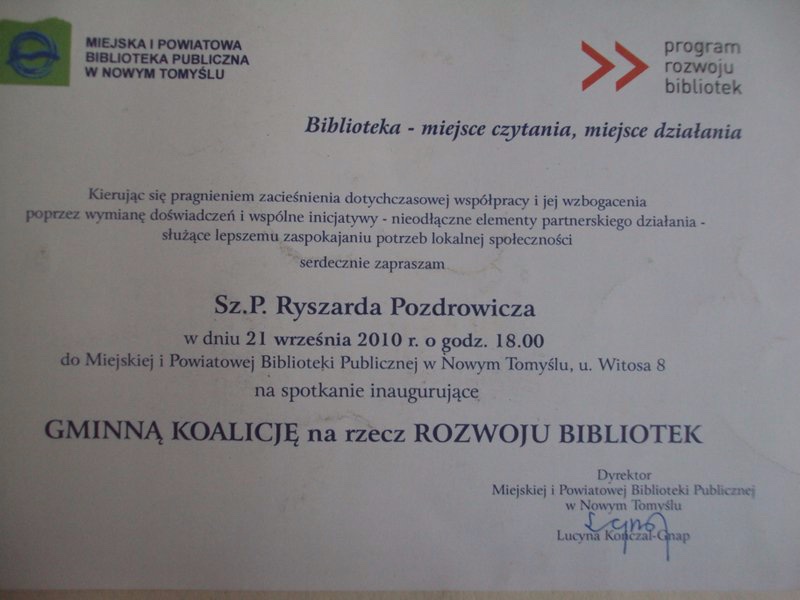 MIEJSKA I POWIATOWA
BIBLIOTEKA PUBLICZNA
W NOWYM TOMYŚLU
program
rozwoju
bibliotek
Biblioteka - miejsce czytania, miejsce działania
Kierując się pragnieniem zacieśnienia dotychczasowej współpracy i jej wzbogacenia
poprzez wymianę doświadczeń i wspólne inicjatywy - nieodłączne elementy partnerskiego działania -
służące lepszemu zaspokajaniu potrzeb lokalnej społeczności
serdecznie zapraszam
Sz.P. Ryszarda Pozdrowicza
w dniu 21 września 2010 r. o godz. 18.00
do Miejskiej i Powiatowej Biblioteki Publicznej w Nowym Tomyślu, u. Witosa 8
na spotkanie inaugurujące
GMINNĄ KOALICJĘ na rzecz ROZWOJU BIBLIOTEK
Dyrektor
Miejskiej i Powiatowej Biblioteki Publicznej
w Nowym Tomyślu
Lucyna Kończal-Gnap